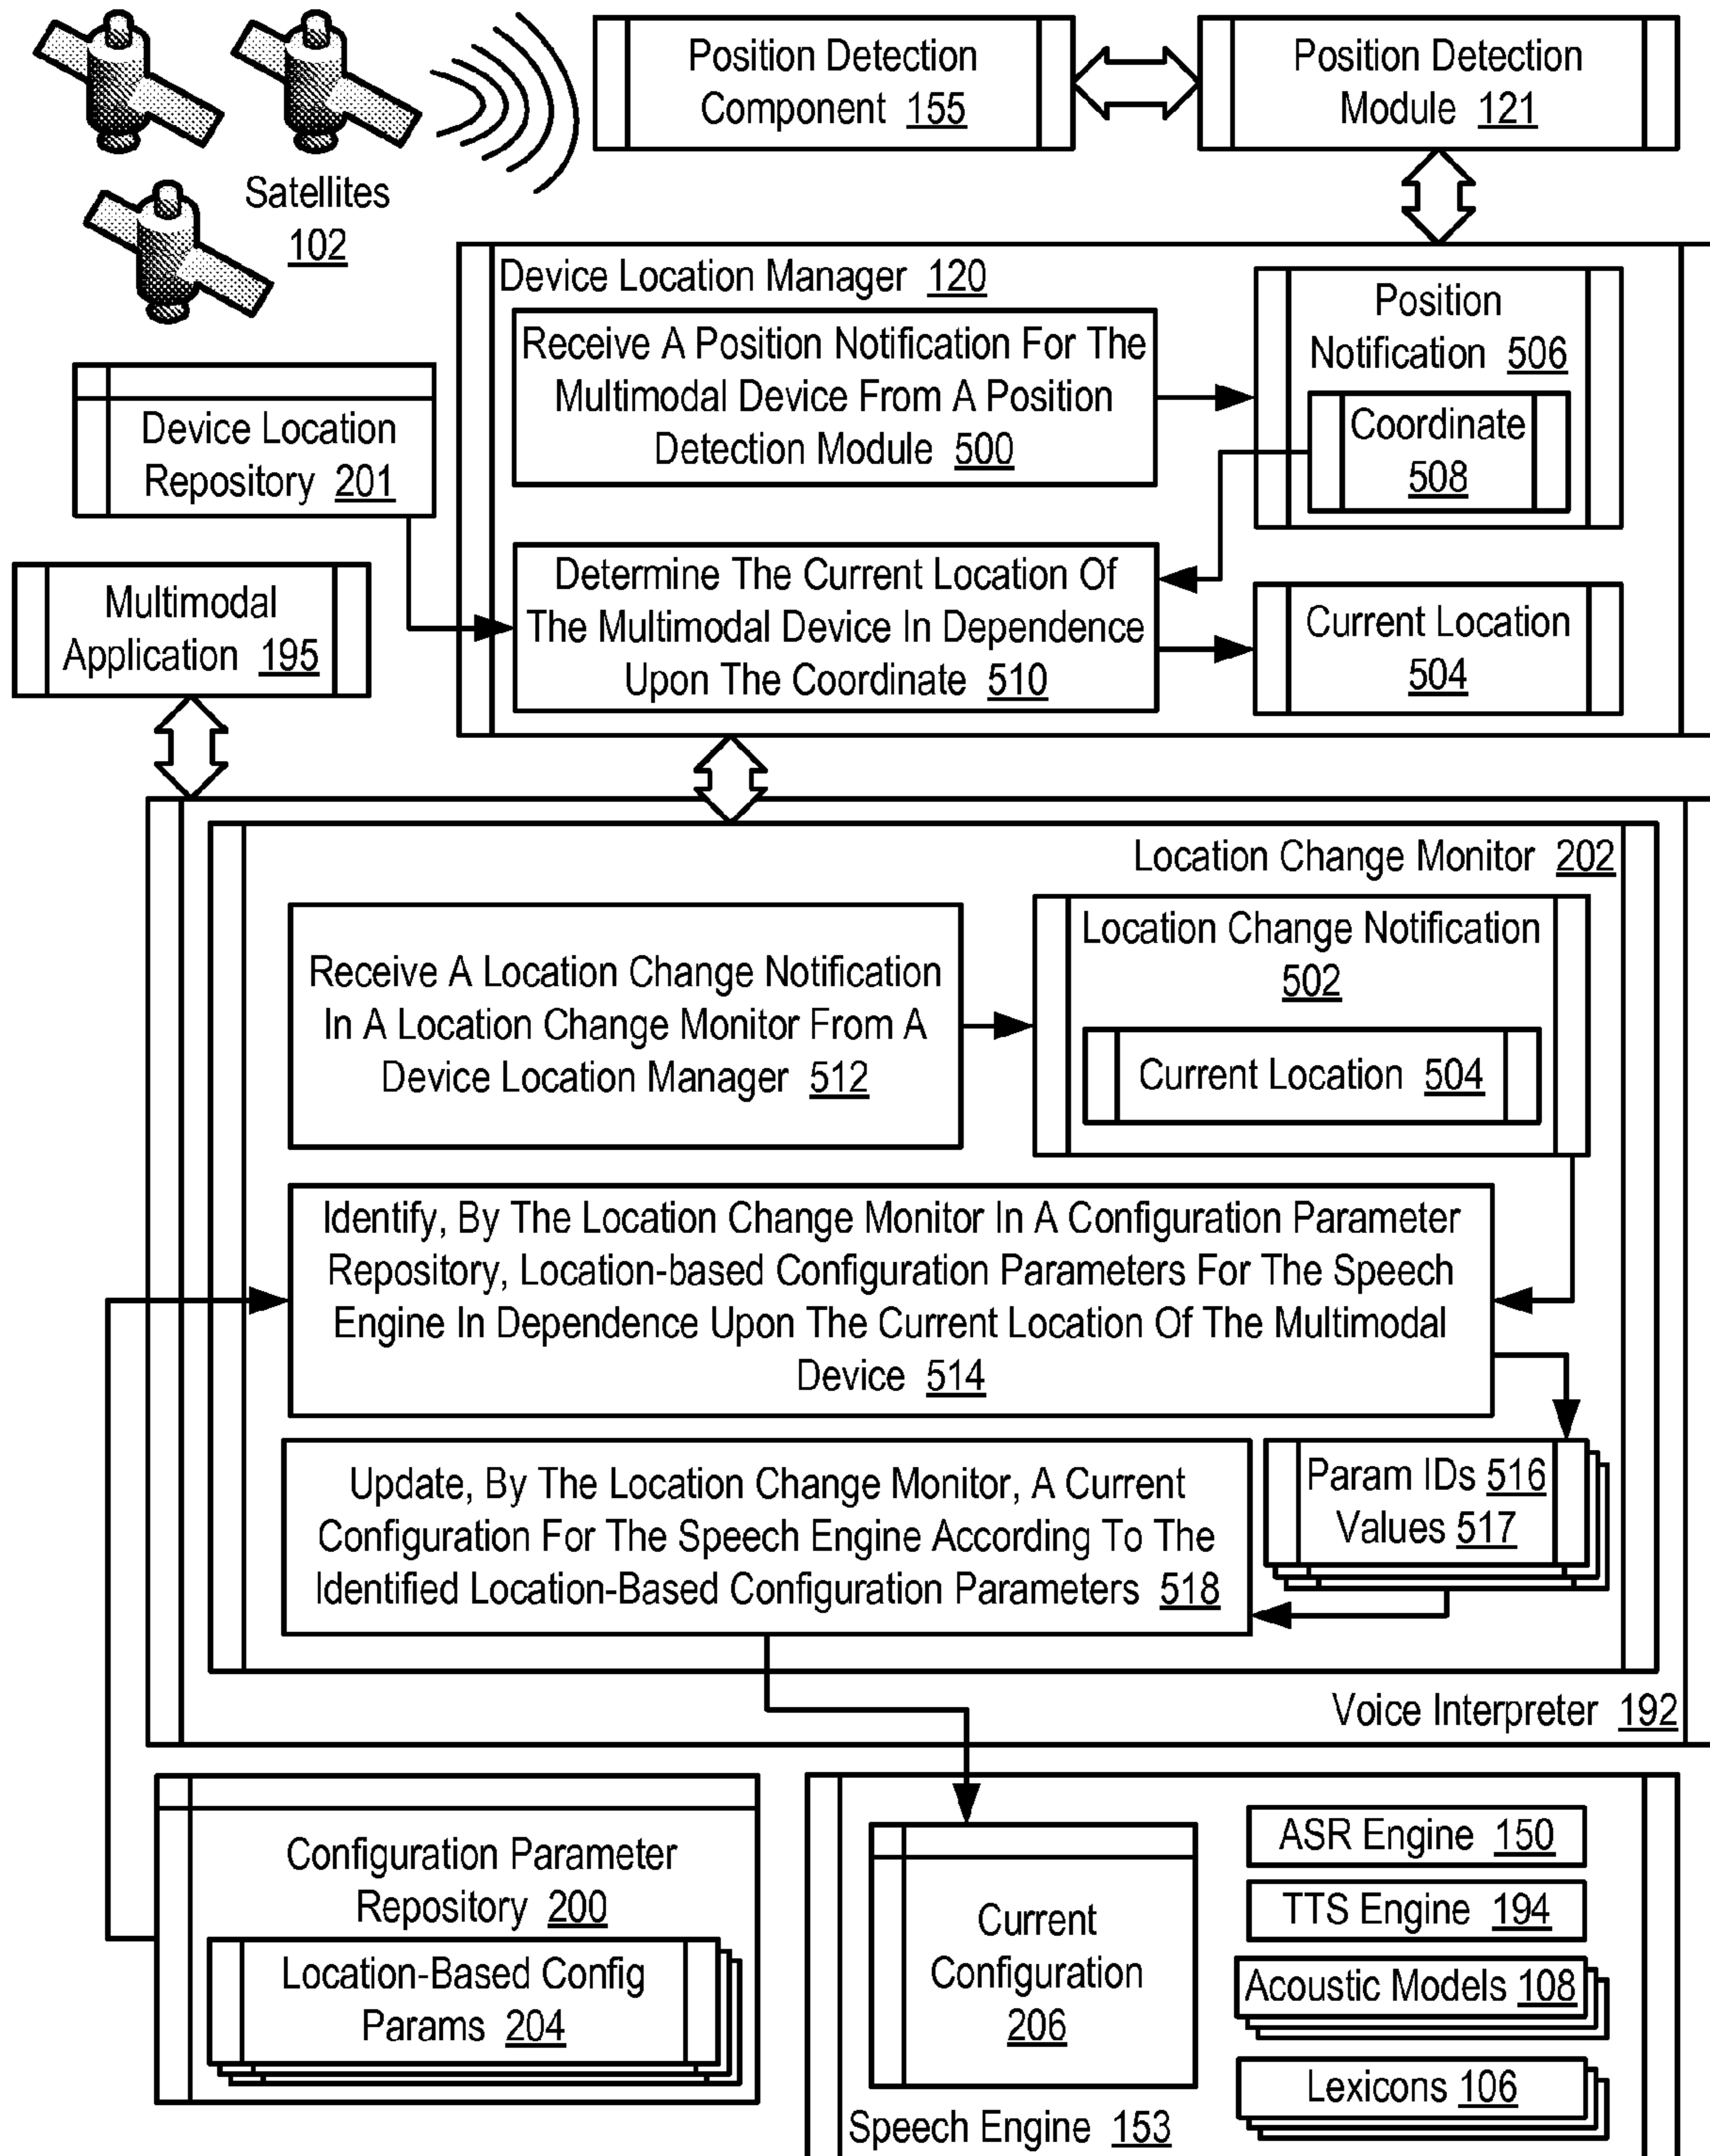 Position Detection
Component 155
Position Detection
Module 121
Satellites
102
Device Location Manager 120
Receive A Position Notification For The
Multimodal Device From A Position
Detection Module 500
Position
Notification 506
Coordinate
508
Device Location
Repository 201
Determine The Current Location Of
The Multimodal Device In Dependence
Upon The Coordinate 510
Current Location
504
Multimodal
Application 195
Location Change Monitor 202
Receive A Location Change Notification
In A Location Change Monitor From A
Device Location Manager 512
Location Change Notification
502
Current Location 504
Identify, By The Location Change Monitor In A Configuration Parameter
Repository, Location-based Configuration Parameters For The Speech
Engine In Dependence Upon The Current Location Of The Multimodal
Device 514
Update, By The Location Change Monitor, A Current
Configuration For The Speech Engine According To The
Identified Location-Based Configuration Parameters 518
Param IDs 516
Values 517
Voice Interpreter 192
Configuration Parameter
Repository 200
Location-Based Config
Params 204
Current
Configuration
206
ASR Engine 150
TTS Engine 194
Acoustic Models 108
Lexicons 106
Speech Engine 153